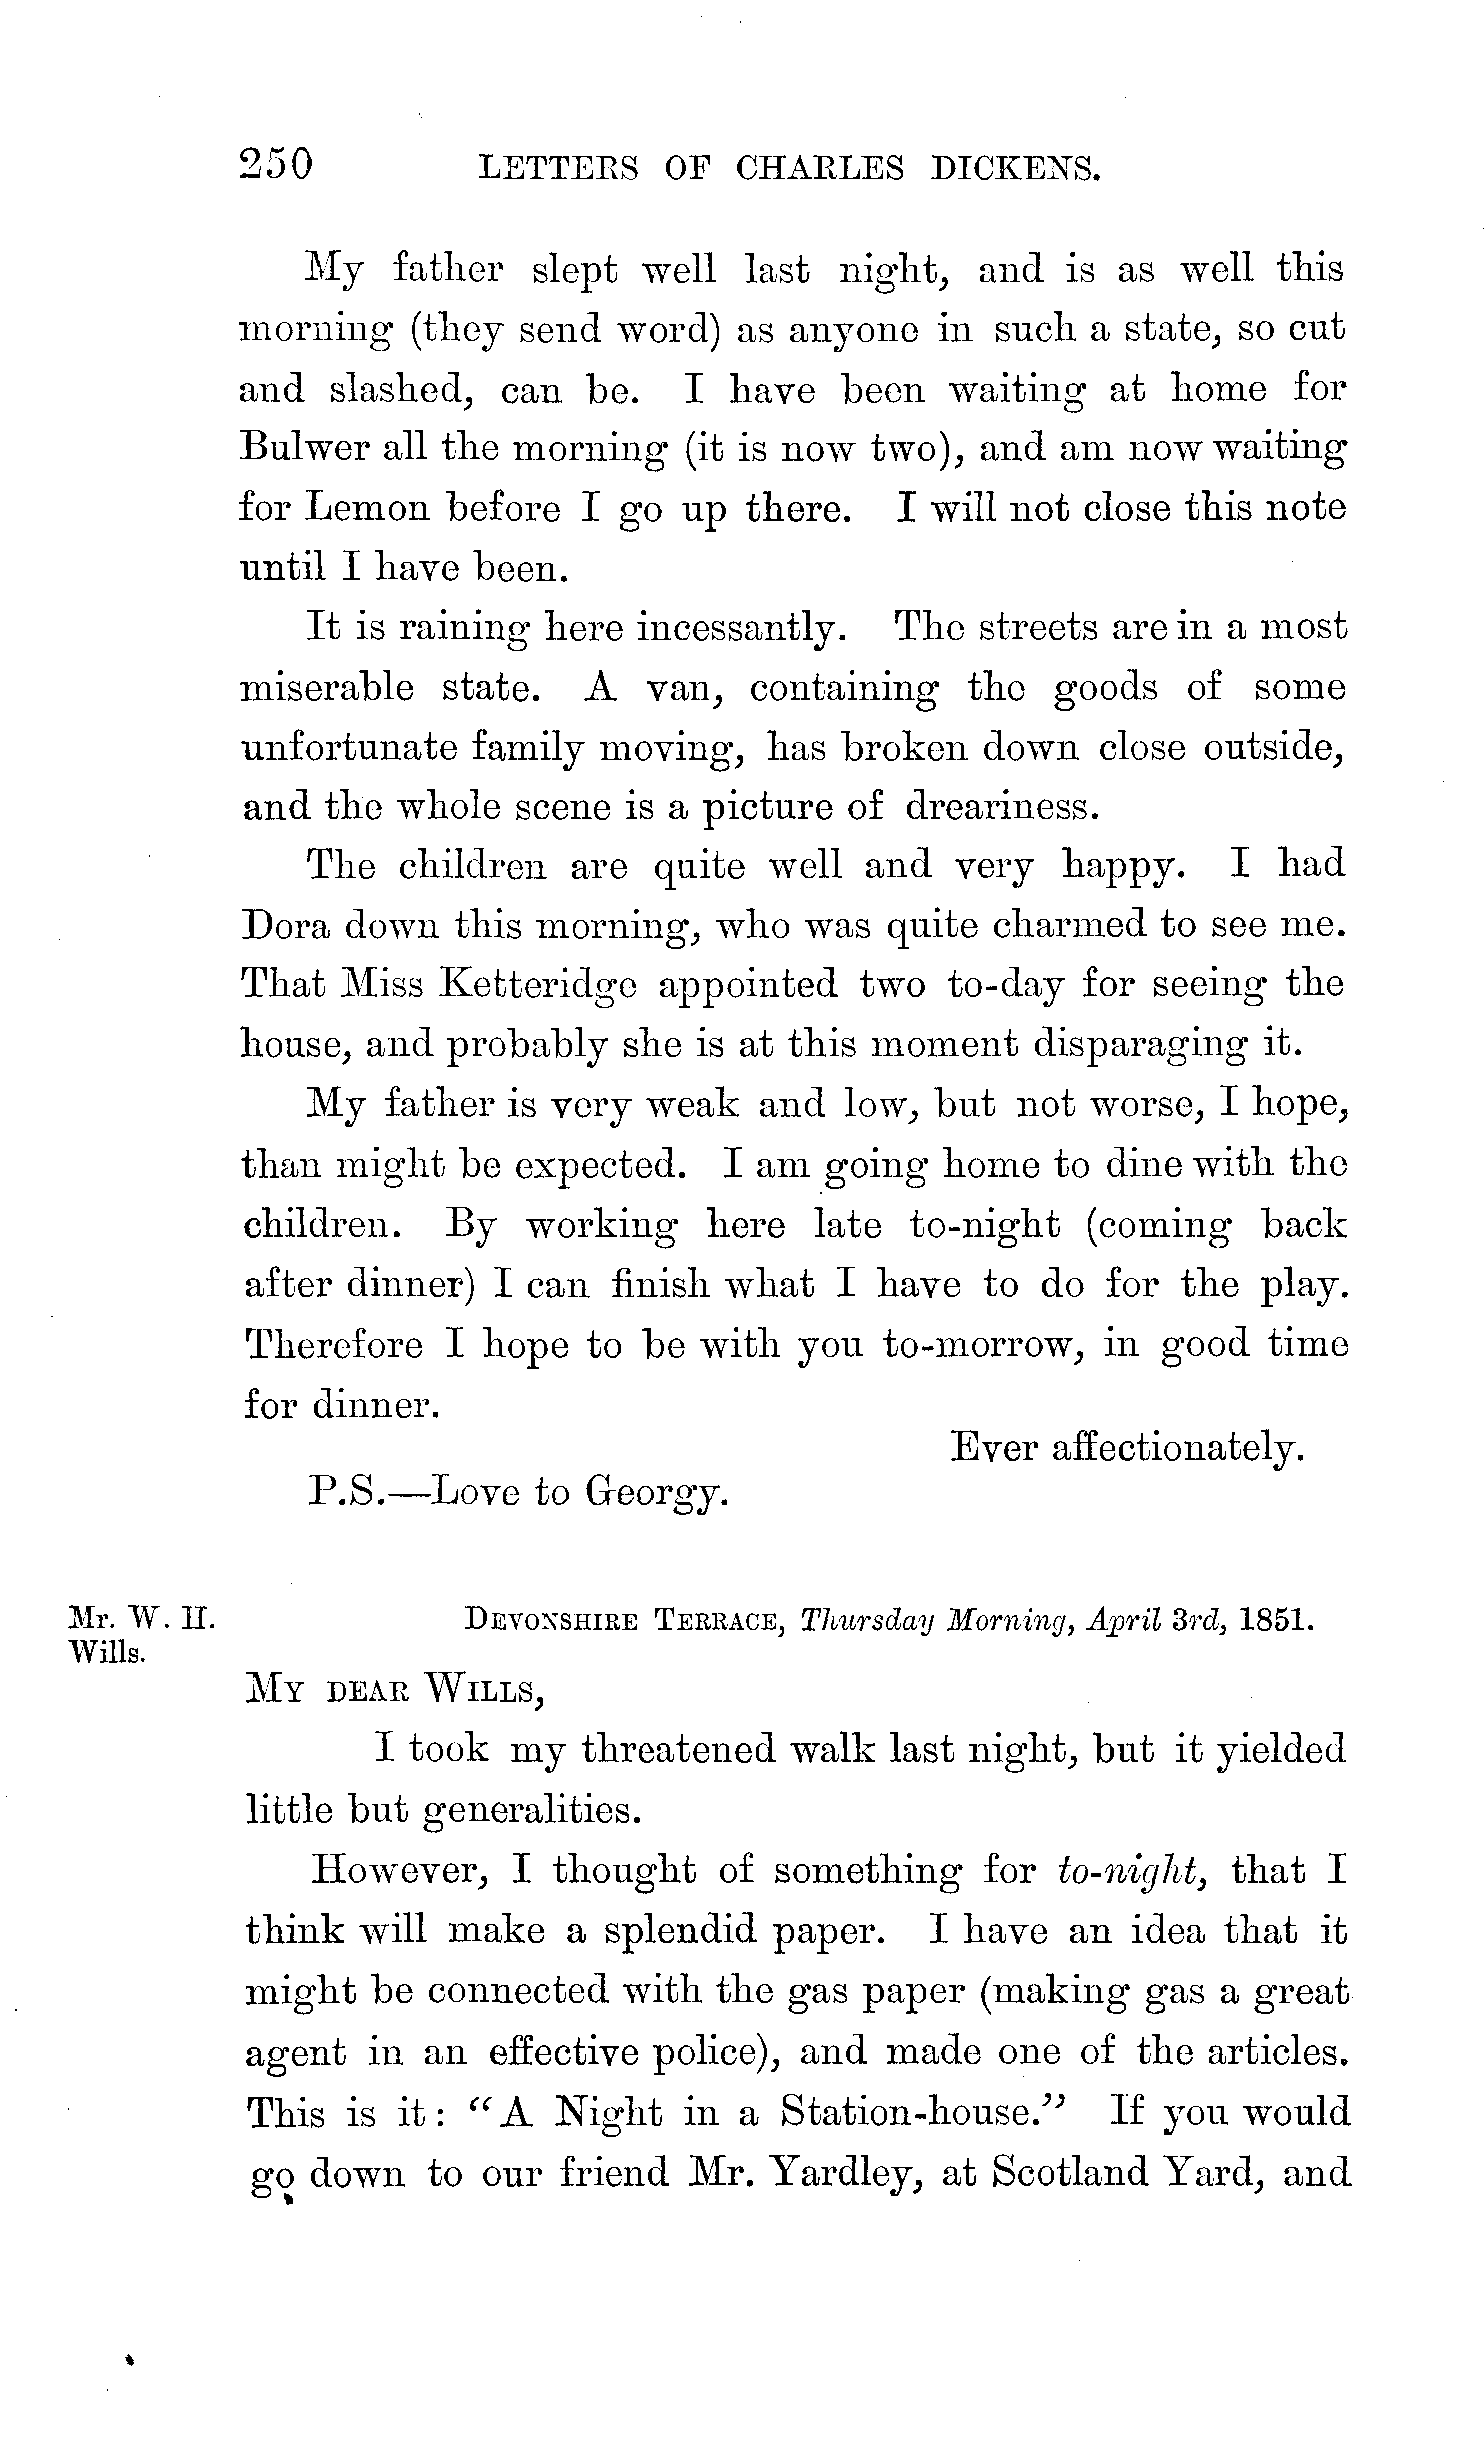 250 LETTERS OF CHARLES DICKENS.
My father slept well last night, and is as well this
morning (they send word) as anyone in such a state, so cut
and slashed, can be. I have been waiting at home for
Bulwer all the morning (it is now two), and am now waiting
for Lemon before I go up there. I will not close this note
until I have been.
It is raining here incessantly. The streets are in a most
miserable state. A van, containing the goods of some
unfortunate family moving, has broken down close outside,
and the whole scene is a picture of dreariness.
The children are quite well and very happy. I had
Dora down this morning, who was quite charmed to see me.
That Miss Ketteridge appointed two to-day for seeing the
house, and probably she is at this moment disparaging it.
My father is very weak and low, but not worse, I hope,
than might be expected. I am going home to dine with the
children. By working here late to-night (coming back
after dinner) I can finish what I have to do for the play.
Therefore I hope to be with you to-morrow, in good time
for dinner.
Ever affectionately.
P.S.—Love to Georgy.
Mr. W. H.
Wills.
DEVONSHIRE TERRACE, Thursday Morning, April 3rd, 1851.
MY DEAR WILLS,
I took my threatened walk last night, but it yielded
little but generalities.
However, I thought of something for to-night, that I
think will make a splendid paper. I have an idea that it
might be connected with the gas paper (making gas a great
agent in an effective police), and made one of the articles.
This is it: “A Night in a Station-house.” If you would
go down to our friend Mr. Yardley, at Scotland Yard, and